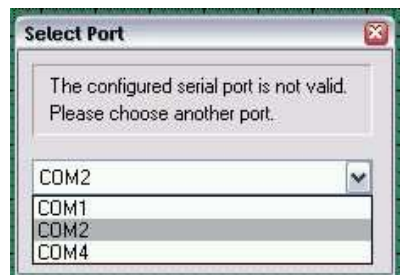 Select Port
The configured serial port is not valid.
Please choose another port.
COM2
COM1
COM2
COM4